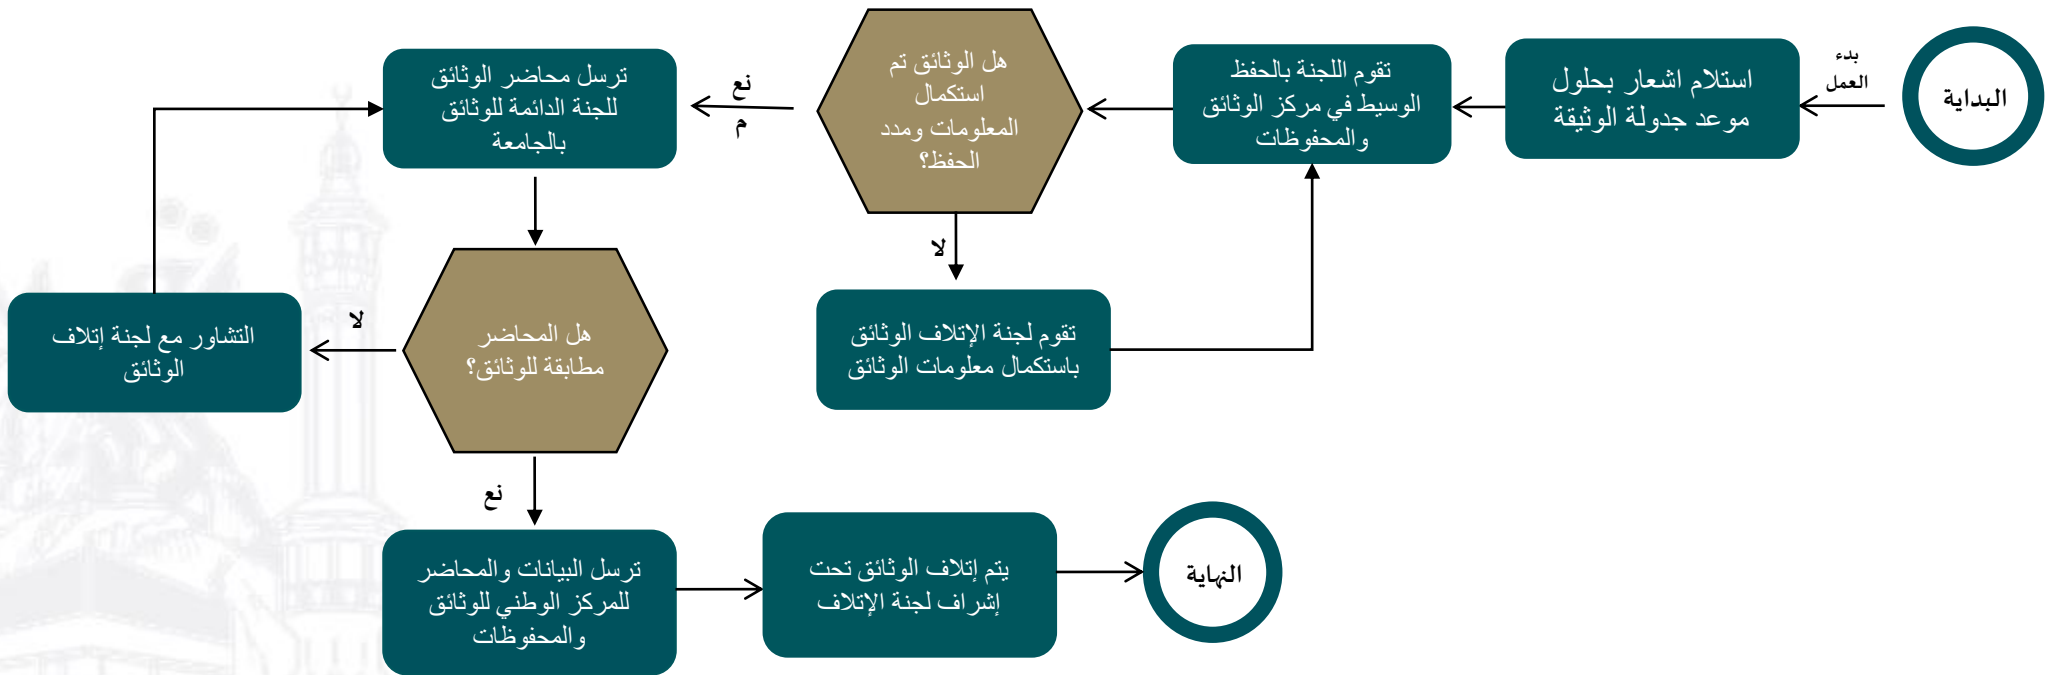 البداية
بدء
العمل
استلام اشعار بحلول
موعد جدولة الوثيقة
تقوم اللجنة بالحفظ
الوسيط في مركز الوثائق
والمحفوظات
هل الوثائق تم
استكمال
المعلومات ومدد
الحفظ؟
نع
م
ترسل محاضر الوثائق
للجنة الدائمة للوثائق
بالجامعة
لا
تقوم لجنة الإتلاف الوثائق
باستكمال معلومات الوثائق
هل المحاضر
مطابقة للوثائق؟
لا
التشاور مع لجنة إتلاف
الوثائق
نع
ترسل البيانات والمحاضر
للمركز الوطني للوثائق
والمحفوظات
يتم إتلاف الوثائق تحت
إشراف لجنة الإتلاف
النهاية